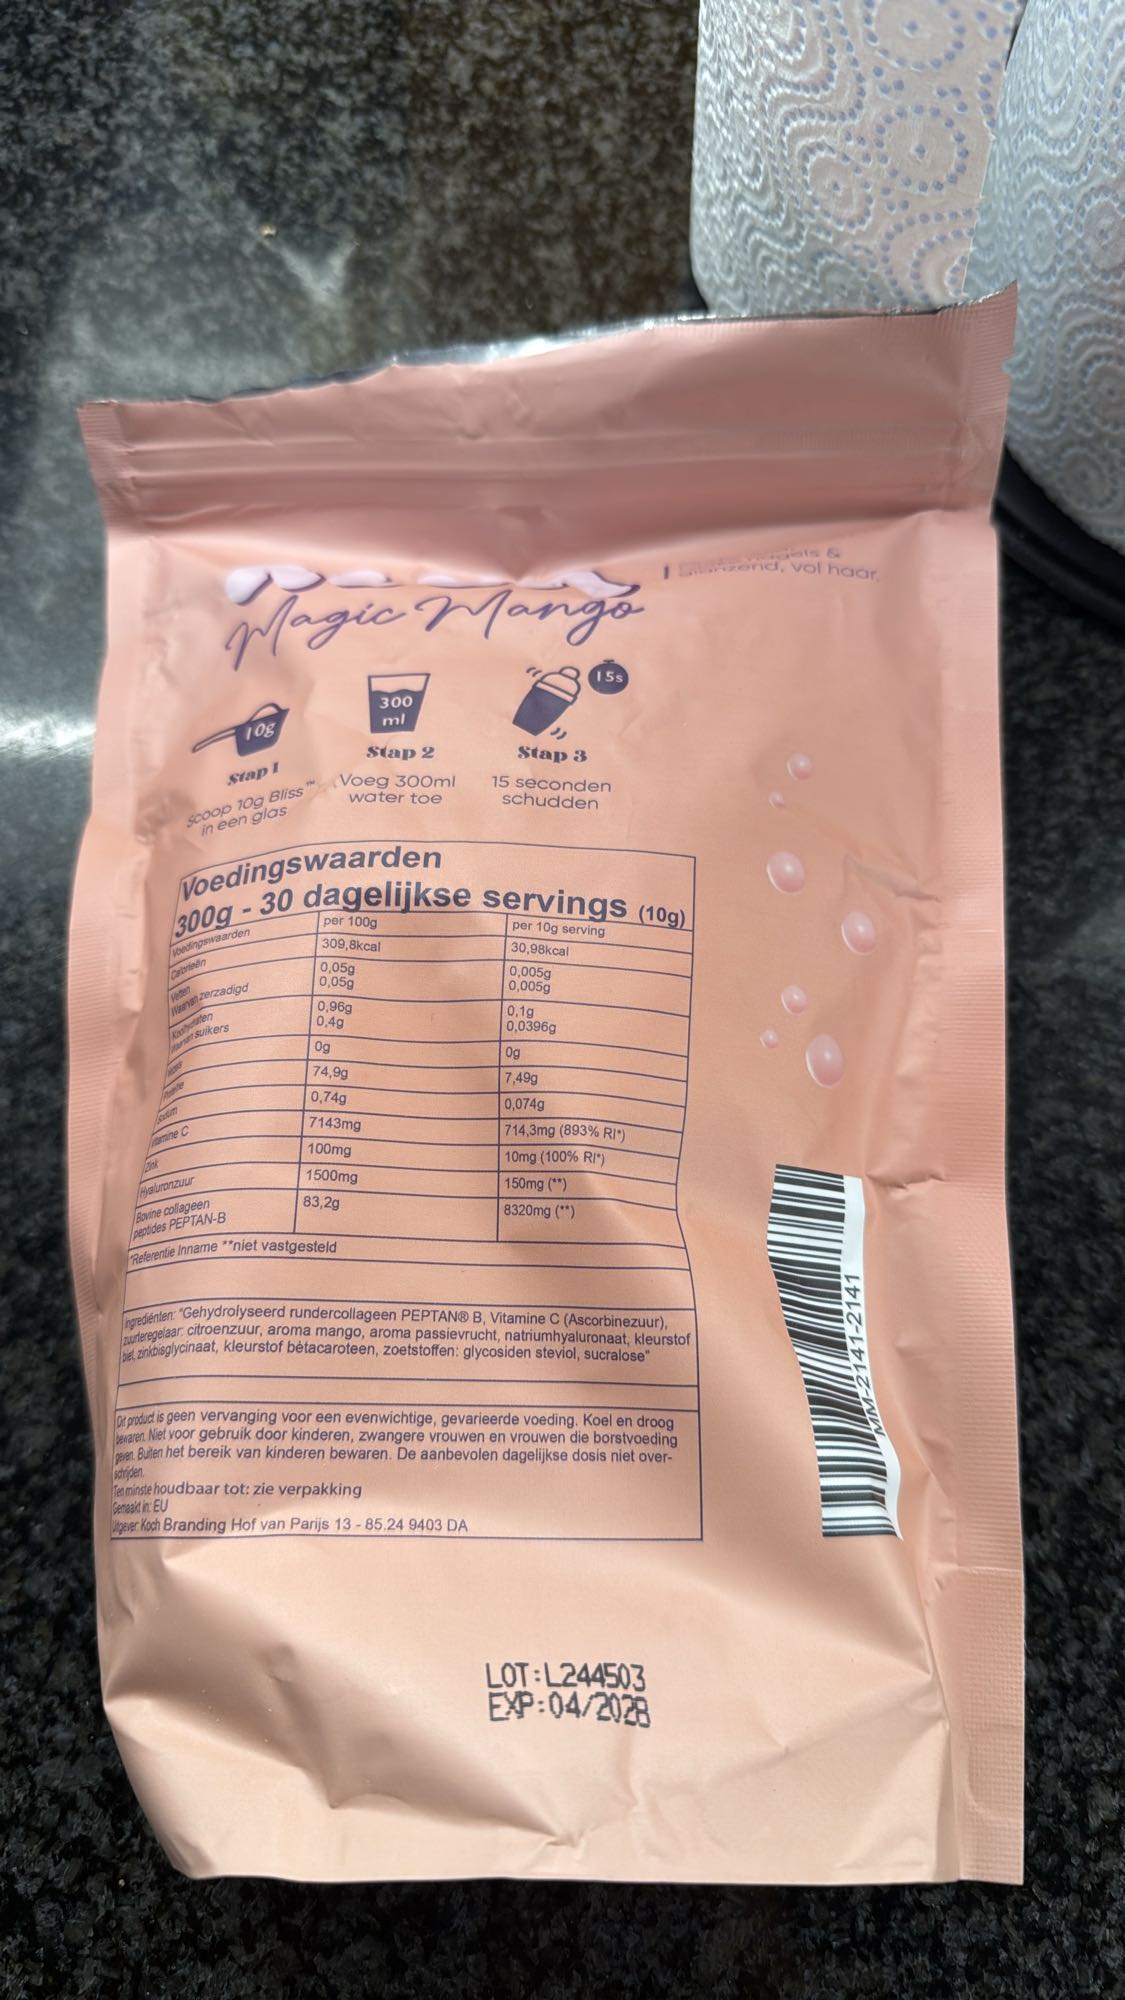 Magic Mango
vol haar,
10g
Stap 1
Scoop 10g Bliss™
in een glas
300
ml
Stap 2
Voeg 300ml
water toe
15s
Stap 3
15 seconden
schudden
Voedingswaarden
300g - 30 dagelijkse servings (10g)
Voedingswaarden per 100g per 10g serving
Calorieën 309,8kcal 30,98kcal
Vetten 0,05g 0,005g
Waarvan zerzadigd 0,05g 0,005g
Koolhydraten 0,96g 0,1g
Waarvan suikers 0,4g 0,0396g
0g 0g
Proteïne 74,9g 7,49g
Sodium 0,74g 0,074g
Vitamine C 7143mg 714,3mg (893% RI*)
Zink 100mg 10mg (100% RI*)
Hyaluronzuur 1500mg 150mg (**)
Bovine collageen
peptides PEPTAN-B 83,2g 8320mg (**)
*Referentie Inname **niet vastgesteld
Ingrediënten: "Gehydrolyseerd rundercollageen PEPTAN® B, Vitamine C (Ascorbinezuur),
zuurteregelaar: citroenzuur, aroma mango, aroma passievrucht, natriumhyaluronaat, kleurstof
biet, zinkbisglycinaat, kleurstof bètacaroteen, zoetstoffen: glycosiden steviol, sucralose"
Dit product is geen vervanging voor een evenwichtige, gevarieerde voeding. Koel en droog
bewaren. Niet voor gebruik door kinderen, zwangere vrouwen en vrouwen die borstvoeding
geven. Buiten het bereik van kinderen bewaren. De aanbevolen dagelijkse dosis niet over-
schrijden.
Ten minste houdbaar tot: zie verpakking
Gemaakt in: EU
Uitgever: Koch Branding Hof van Parijs 13 - 85.24 9403 DA
MM-2141-2141
LOT:L244503
EXP:04/2028